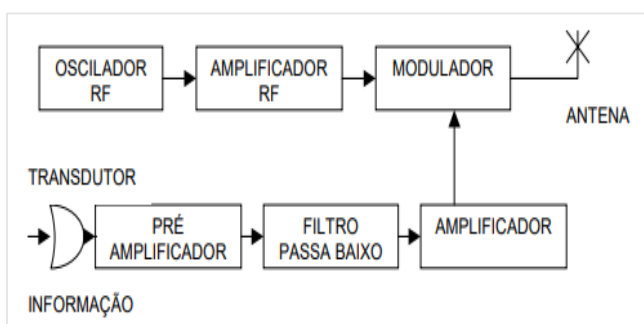 OSCILADOR
RF
AMPLIFICADOR
RF
MODULADOR
ANTENA
TRANSDUTOR
PRÉ
AMPLIFICADOR
FILTRO
PASSA BAIXO
AMPLIFICADOR
INFORMAÇÃO